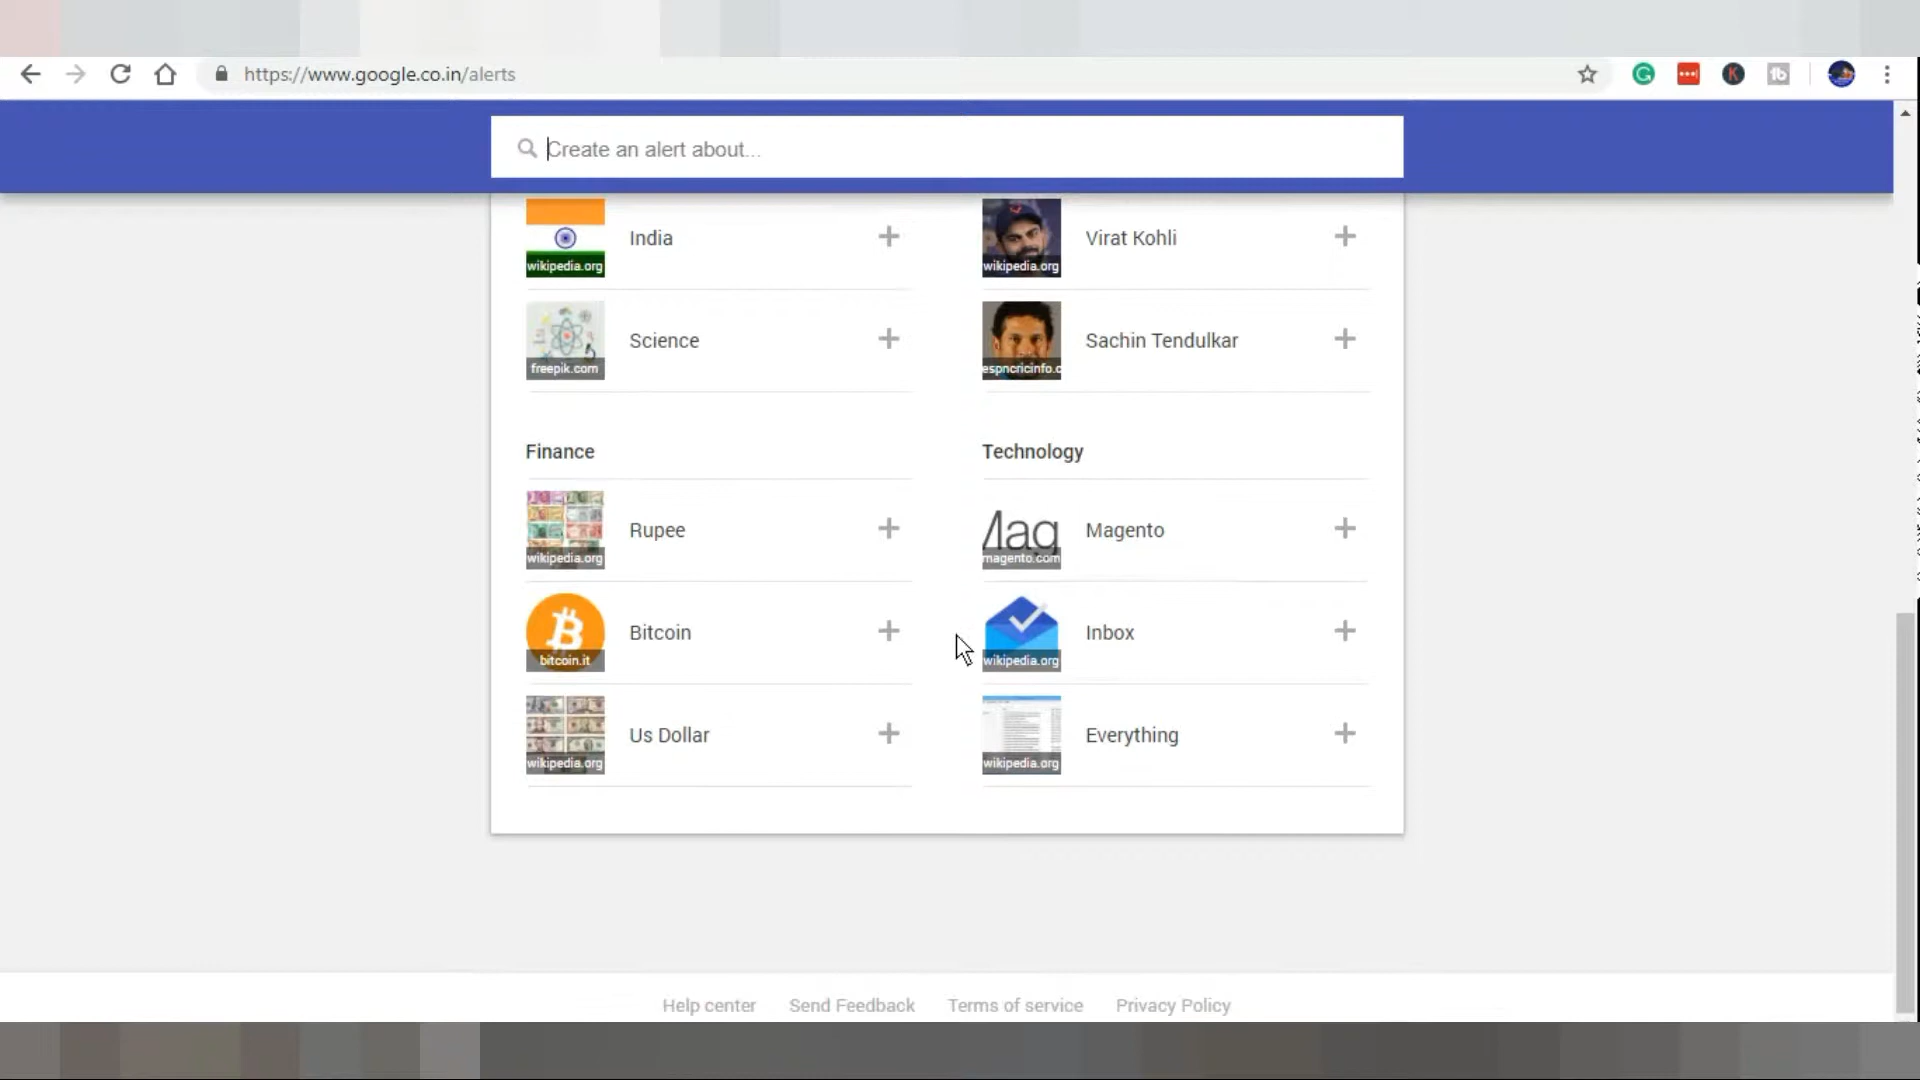 https://www.google.co.in/alerts
Create an alert about...
India
wikipedia.org
Virat Kohli
wikipedia.org
Science
freepik.com
Sachin Tendulkar
espncricinfo.c
Finance
Technology
Rupee
wikipedia.org
Magento
Mag
magento.com
Bitcoin
bitcoin.it
Inbox
wikipedia.org
Us Dollar
wikipedia.org
Everything
wikipedia.org
Help center Send Feedback Terms of service Privacy Policy